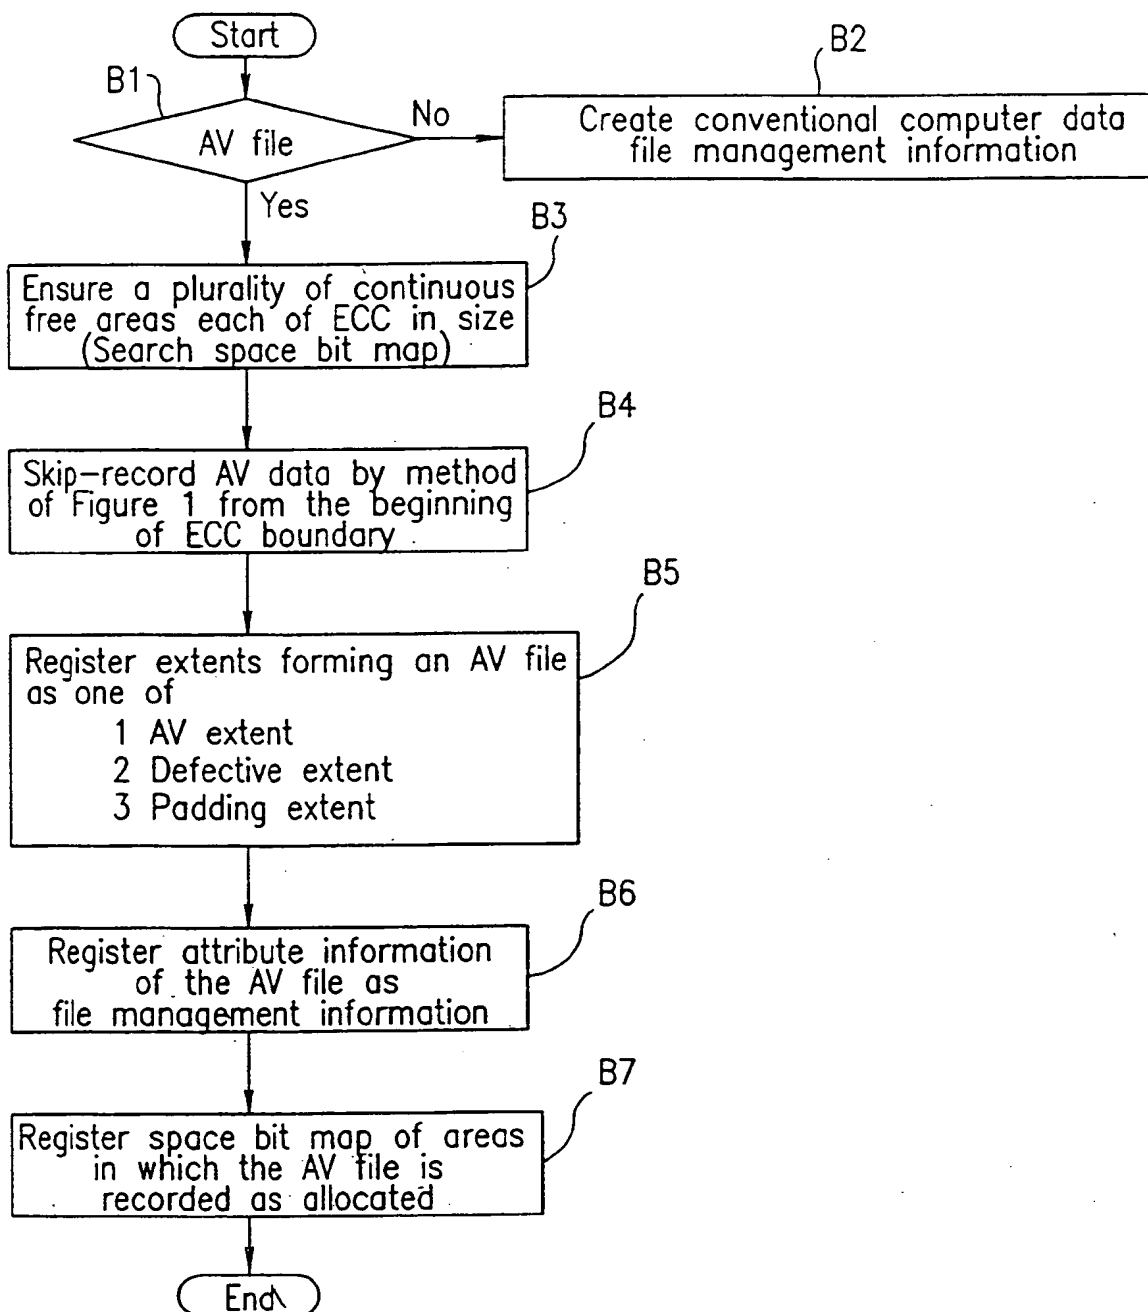 Start
B1
AV file
No
B2
Create conventional computer data
file management information
Yes
B3
Ensure a plurality of continuous
free areas each of ECC in size
(Search space bit map)
B4
Skip-record AV data by method
of Figure 1 from the beginning
of ECC boundary
B5
Register extents forming an AV file
as one of
1 AV extent
2 Defective extent
3 Padding extent
B6
Register attribute information
of the AV file as
file management information
B7
Register space bit map of areas
in which the AV file is
recorded as allocated
End